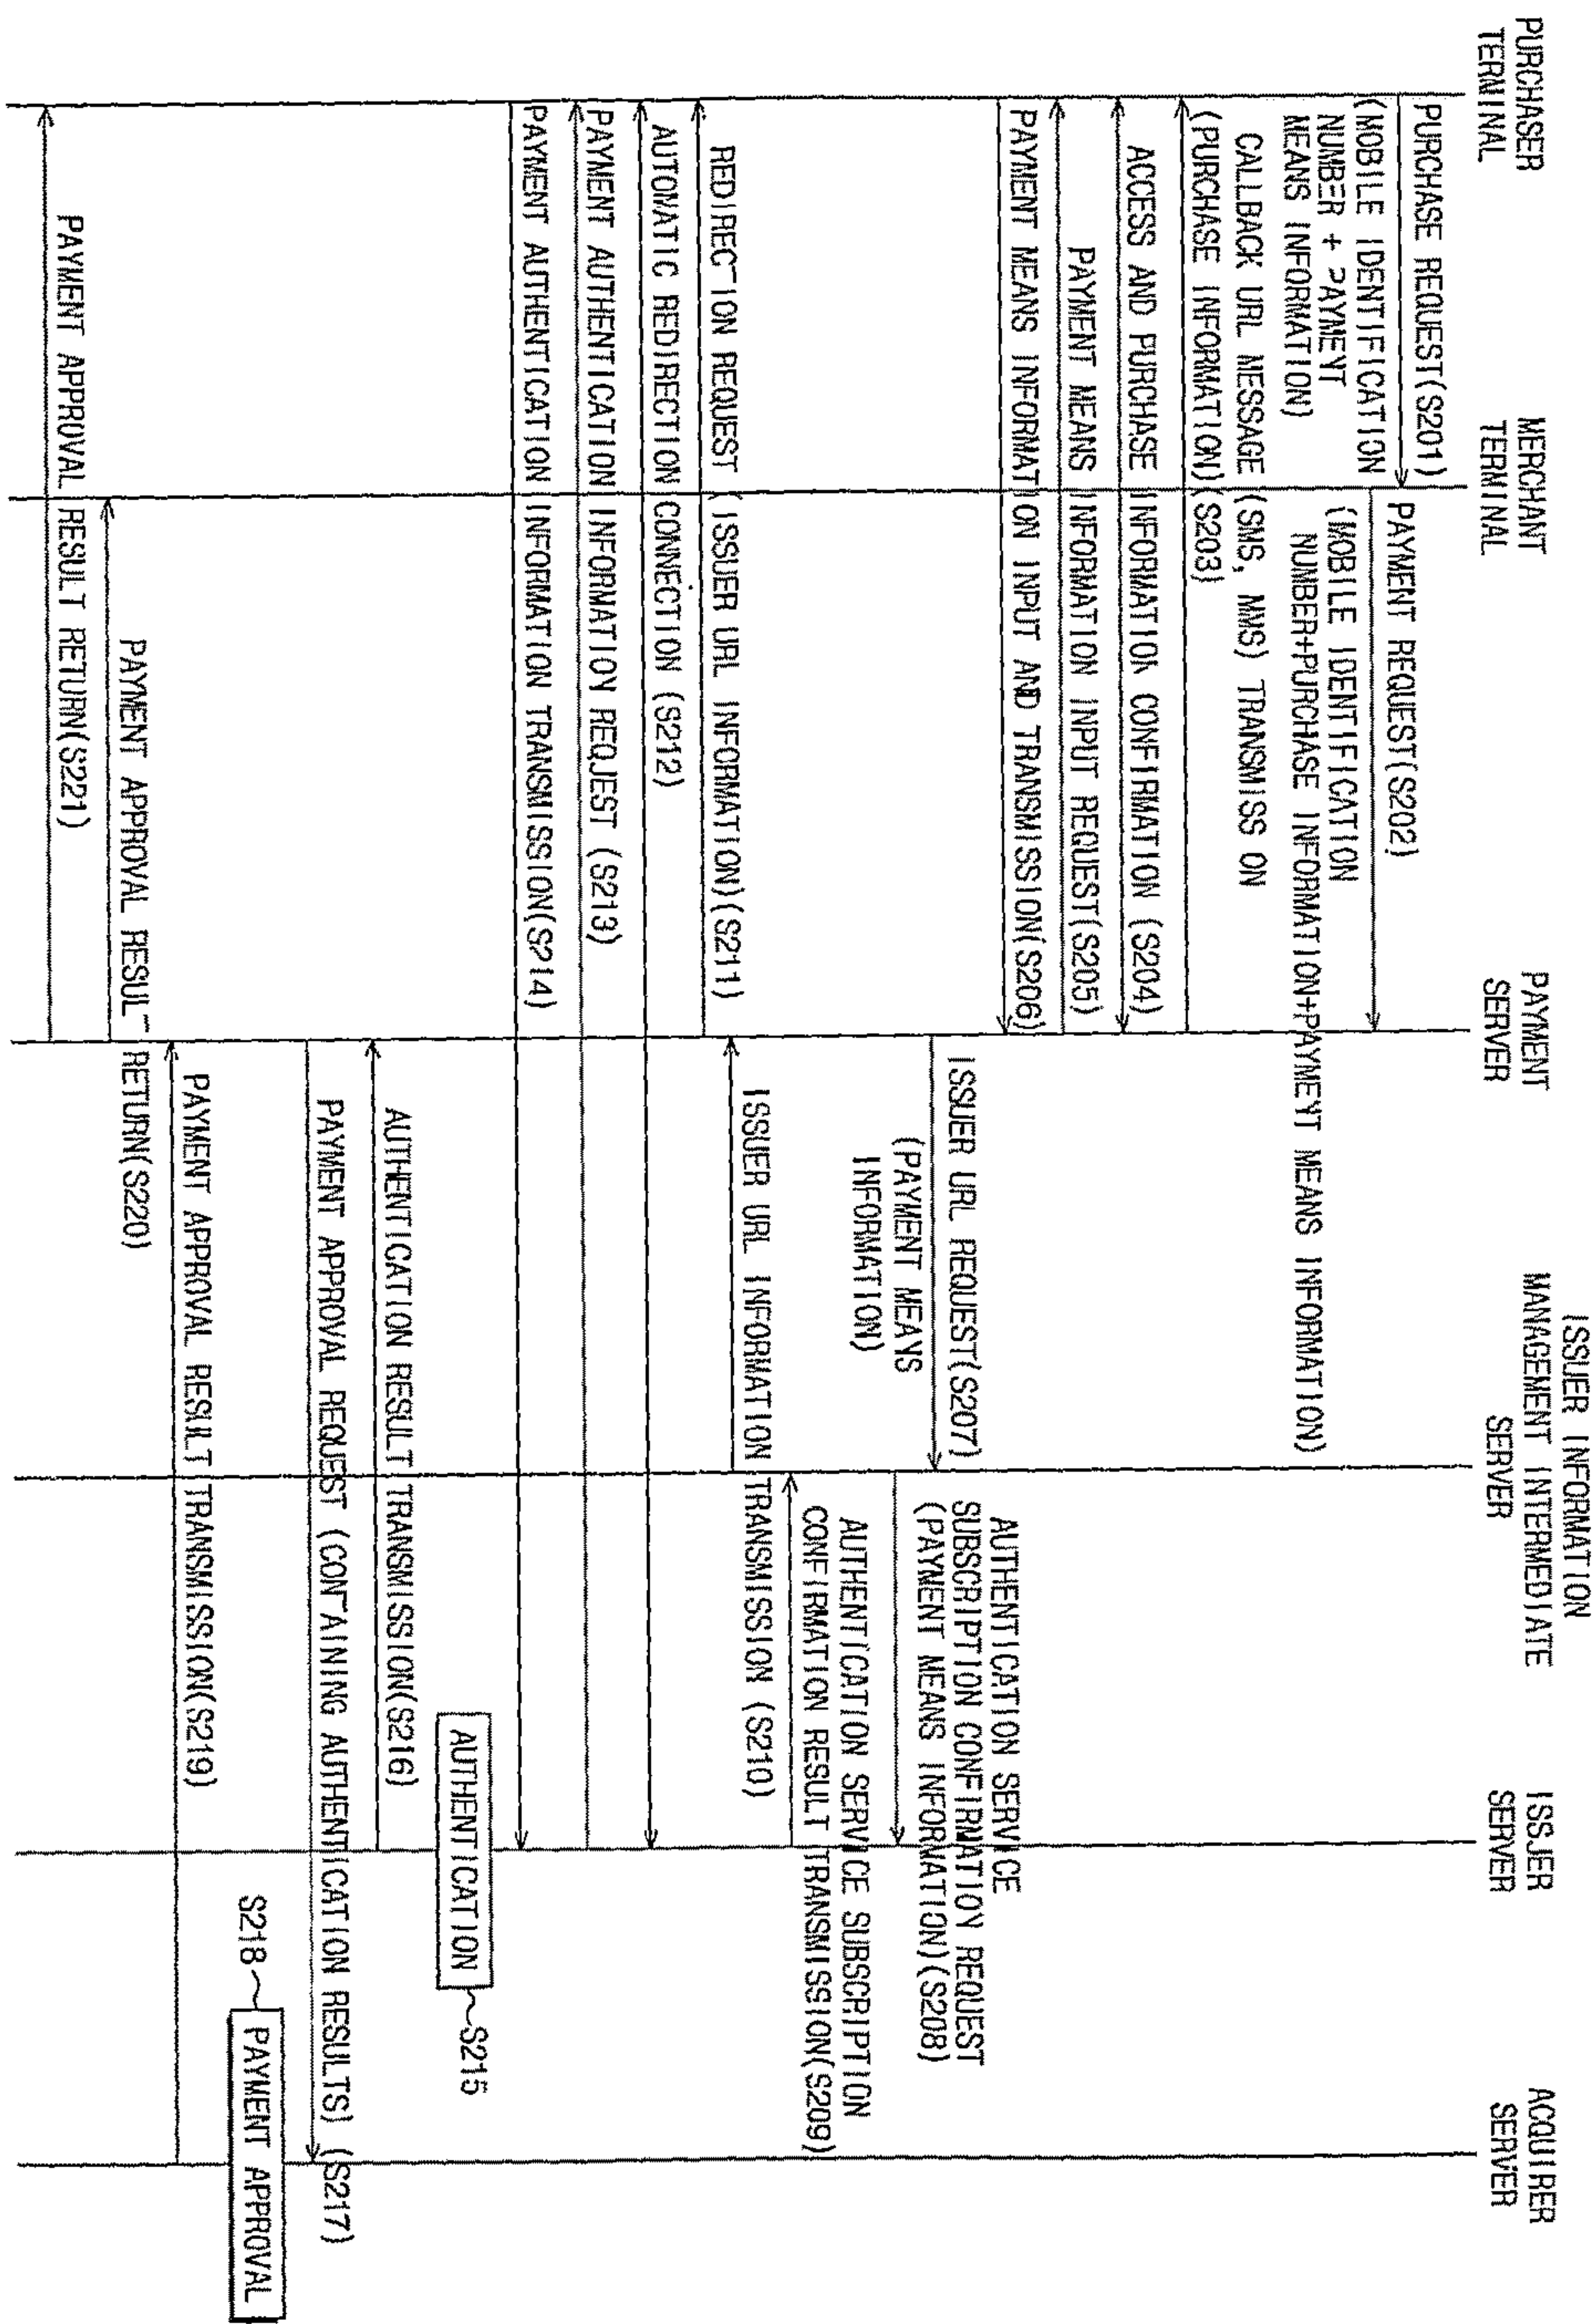 PURCHASER
TERMINAL
MERCHANT
TERMINAL
PAYMENT
SERVER
ISSUER INFORMATION
MANAGEMENT INTERMEDIATE
SERVER
ISSUER
SERVER
ACQUIRER
SERVER
PURCHASE REQUEST(S201)
(MOBILE IDENTIFICATION
NUMBER + PAYMENT
MEANS INFORMATION)
PAYMENT REQUEST(S202)
(MOBILE IDENTIFICATION
NUMBER+PURCHASE INFORMATION+PAYMENT MEANS INFORMATION)
CALLBACK URL MESSAGE (SMS, MMS) TRANSMISSION
(PURCHASE INFORMATION)(S203)
ACCESS AND PURCHASE INFORMATION CONFIRMATION (S204)
PAYMENT MEANS INFORMATION INPUT REQUEST(S205)
PAYMENT MEANS INFORMATION INPUT AND TRANSMISSION(S206)
ISSUER URL REQUEST(S207)
(PAYMENT MEANS
INFORMATION)
AUTHENTICATION SERVICE
SUBSCRIPTION CONFIRMATION REQUEST
(PAYMENT MEANS INFORMATION)(S208)
AUTHENTICATION SERVICE SUBSCRIPTION
CONFIRMATION RESULT TRANSMISSION(S209)
ISSUER URL INFORMATION TRANSMISSION (S210)
REDIRECTION REQUEST (ISSUER URL INFORMATION)(S211)
AUTOMATIC REDIRECTION CONNECTION (S212)
PAYMENT AUTHENTICATION INFORMATION REQUEST (S213)
PAYMENT AUTHENTICATION INFORMATION TRANSMISSION(S214)
AUTHENTICATION
S215
AUTHENTICATION RESULT TRANSMISSION(S216)
PAYMENT APPROVAL REQUEST (CONTAINING AUTHENTICATION RESULTS) (S217)
S218
PAYMENT APPROVAL
PAYMENT APPROVAL RESULT TRANSMISSION(S219)
PAYMENT APPROVAL RESULT RETURN(S220)
PAYMENT APPROVAL RESULT RETURN(S221)